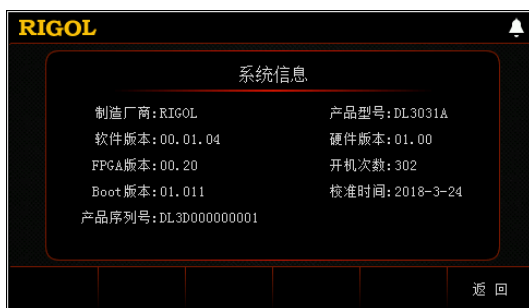 RIGOL
系统信息
制造厂商:RIGOL 产品型号:DL3031A
软件版本:00.01.04 硬件版本:01.00
FPGA版本:00.20 开机次数:302
Boot版本:01.011 校准时间:2018-3-24
产品序列号:DL3D000000001
返 回